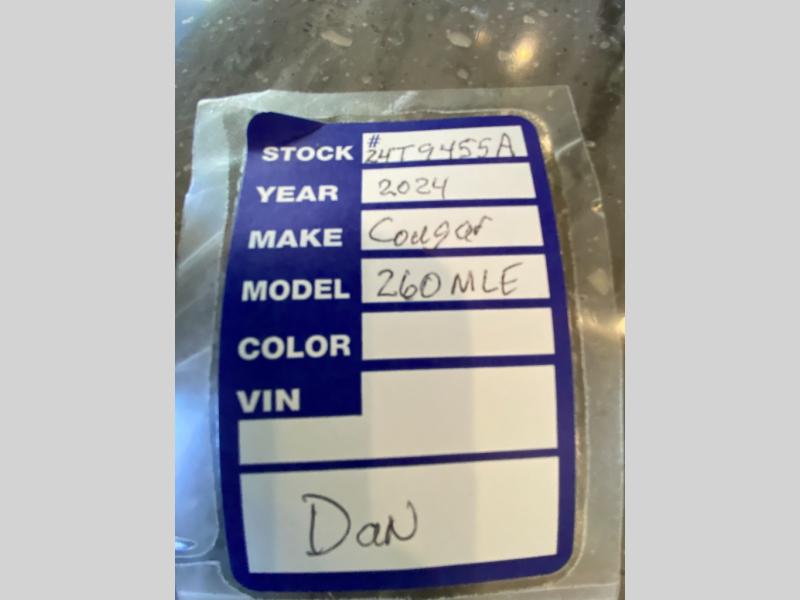 STOCK # 24T9455A
YEAR 2024
MAKE Cougar
MODEL 260MLE
COLOR
VIN
Dan